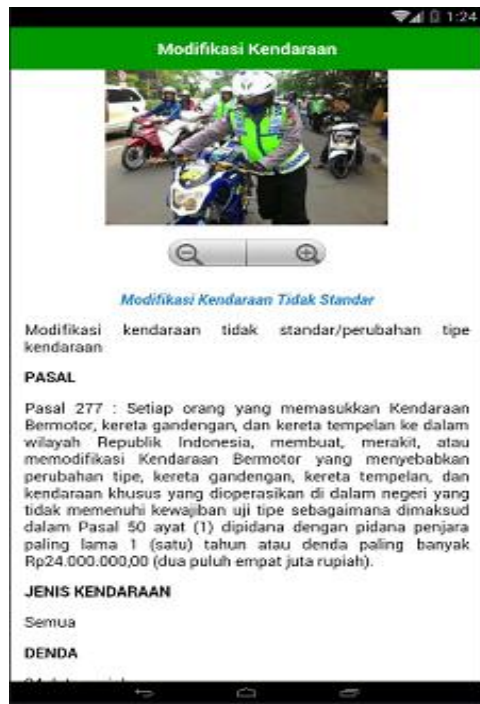 1:24
Modifikasi Kendaraan
Modifikasi Kendaraan Tidak Standar
Modifikasi kendaraan tidak standar/perubahan tipe
kendaraan
PASAL
Pasal 277 : Setiap orang yang memasukkan Kendaraan
Bermotor, kereta gandengan, dan kereta tempelan ke dalam
wilayah Republik Indonesia, membuat, merakit, atau
memodifikasi Kendaraan Bermotor yang menyebabkan
perubahan tipe, kereta gandengan, kereta tempelan, dan
kendaraan khusus yang dioperasikan di dalam negeri yang
tidak memenuhi kewajiban uji tipe sebagaimana dimaksud
dalam Pasal 50 ayat (1) dipidana dengan pidana penjara
paling lama 1 (satu) tahun atau denda paling banyak
Rp24.000.000,00 (dua puluh empat juta rupiah).
JENIS KENDARAAN
Semua
DENDA